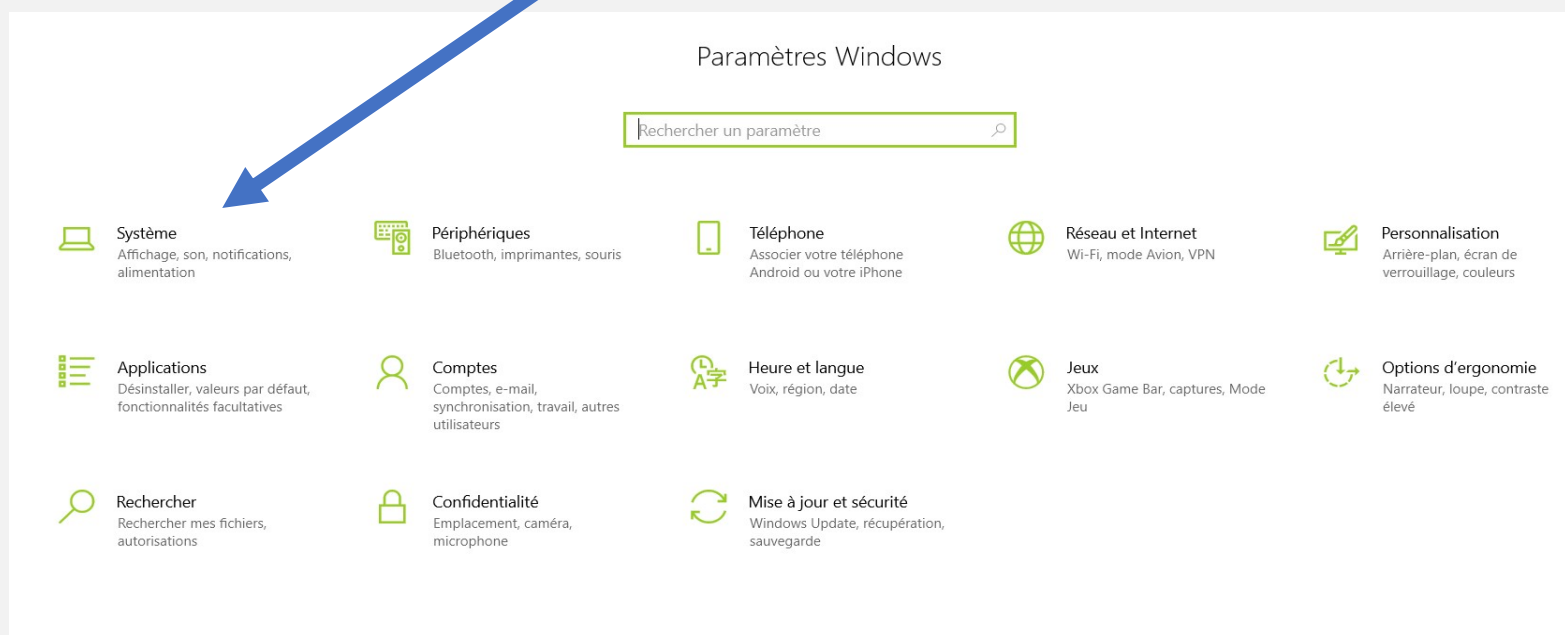 Paramètres Windows
Rechercher un paramètre
Système
Affichage, son, notifications,
alimentation
Périphériques
Bluetooth, imprimantes, souris
Téléphone
Associer votre téléphone
Android ou votre iPhone
Réseau et Internet
Wi-Fi, mode Avion, VPN
Personnalisation
Arrière-plan, écran de
verrouillage, couleurs
Applications
Désinstaller, valeurs par défaut,
fonctionnalités facultatives
Comptes
Comptes, e-mail,
synchronisation, travail, autres
utilisateurs
Heure et langue
Voix, région, date
Jeux
Xbox Game Bar, captures, Mode
Jeu
Options d'ergonomie
Narrateur, loupe, contraste
élevé
Rechercher
Rechercher mes fichiers,
autorisations
Confidentialité
Emplacement, caméra,
microphone
Mise à jour et sécurité
Windows Update, récupération,
sauvegarde